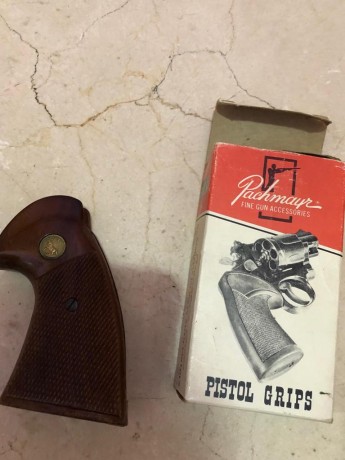 Pachmayr
FINE GUN ACCESSORIES
PISTOL GRIPS